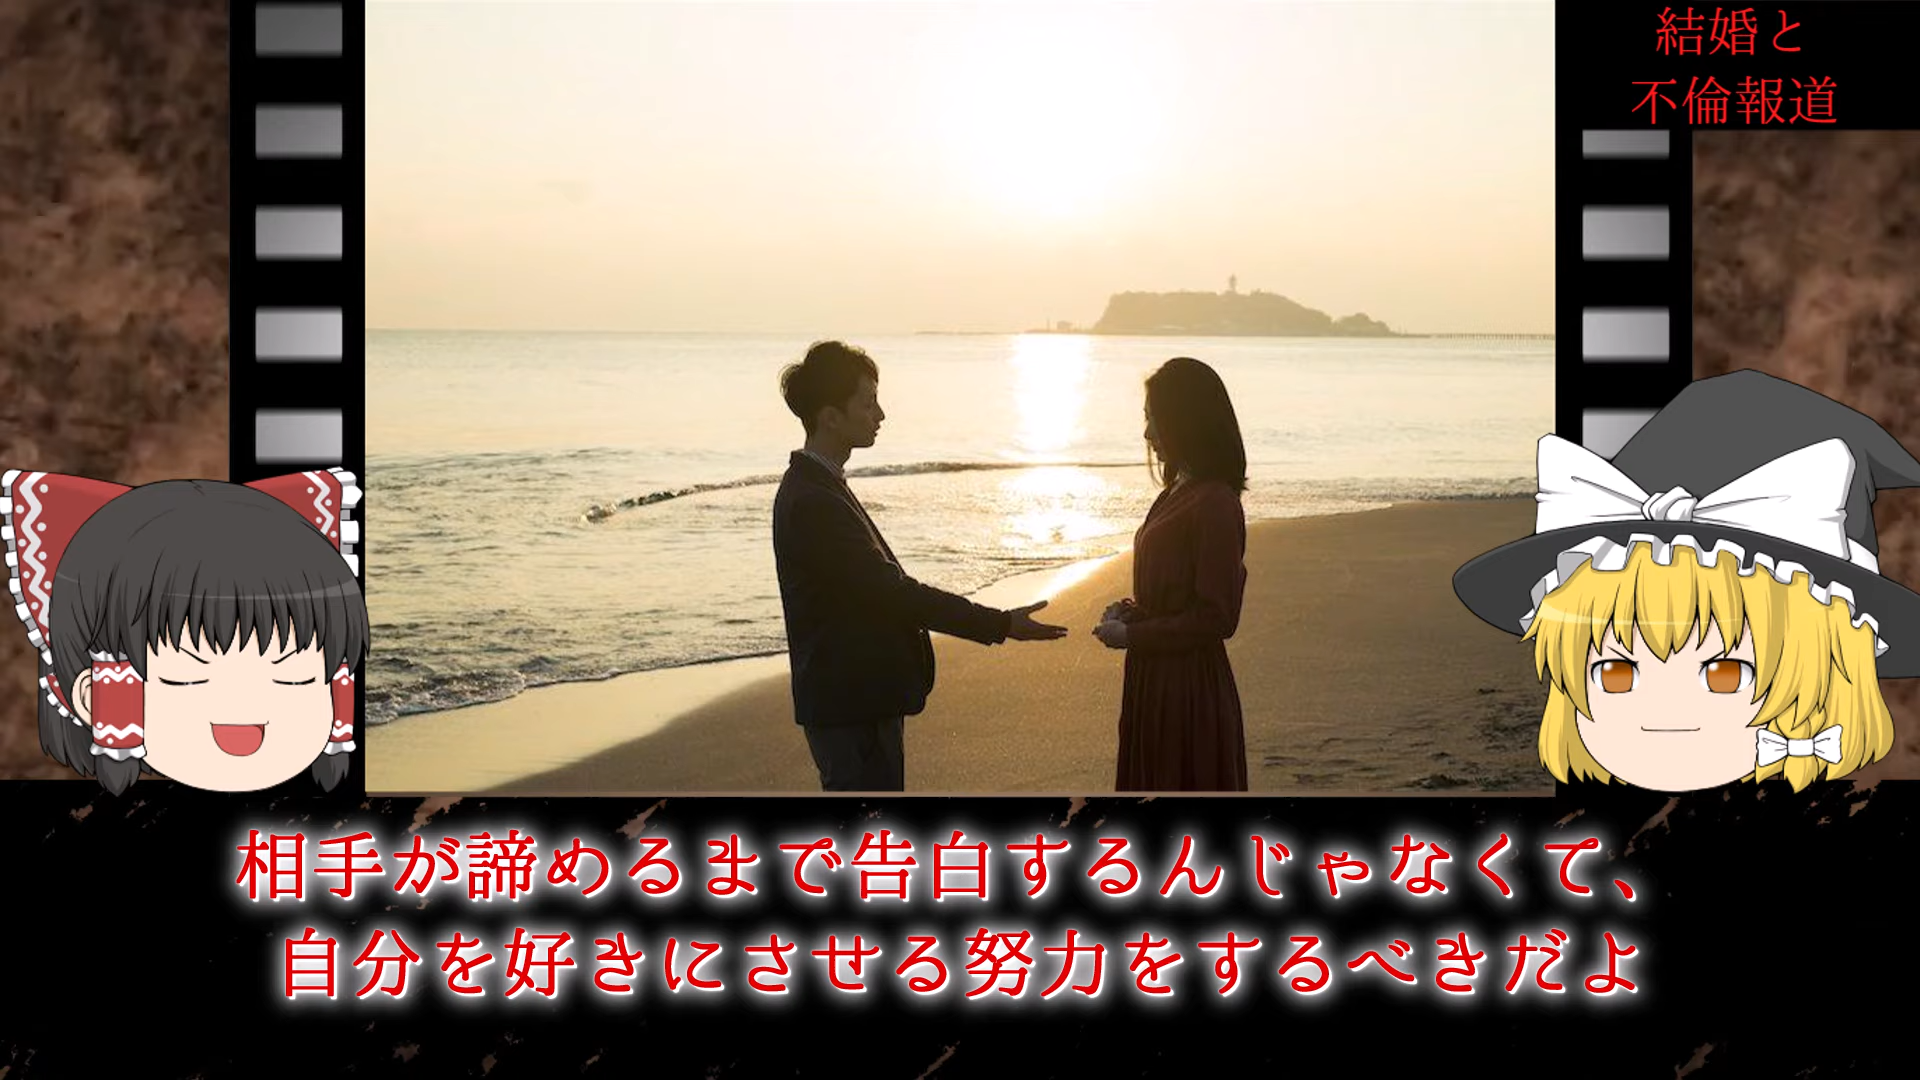 結婚と
不倫報道
相手が諦めるまで告白するんじゃなくて、
自分を好きにさせる努力をするべきだよ